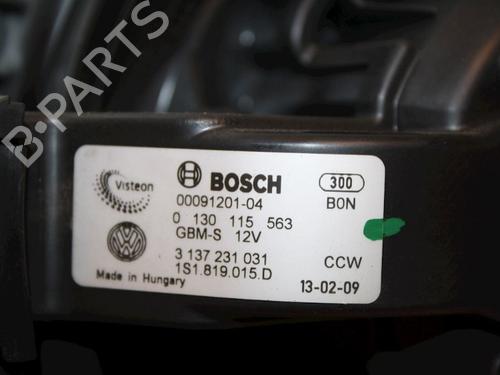 B·PARTS
Visteon
BOSCH
300
00091201-04
B0N
0 130 115 563
GBM-S 12V
3 137 231 031
CCW
Made in Hungary
1S1.819.015.D
13-02-09